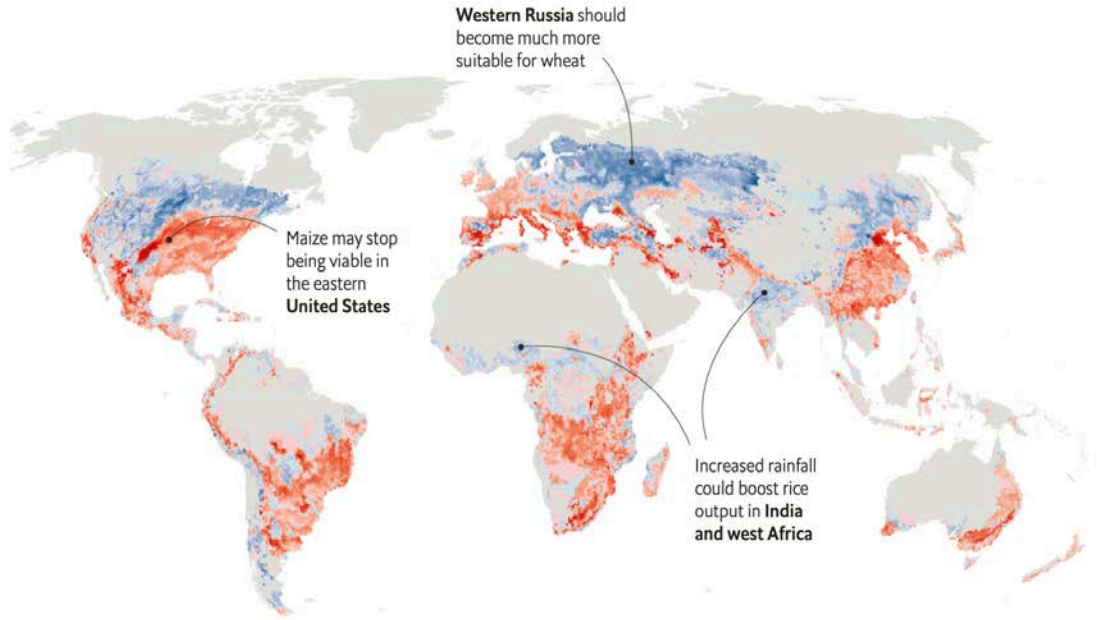 Western Russia should
become much more
suitable for wheat
Maize may stop
being viable in
the eastern
United States
Increased rainfall
could boost rice
output in India
and west Africa